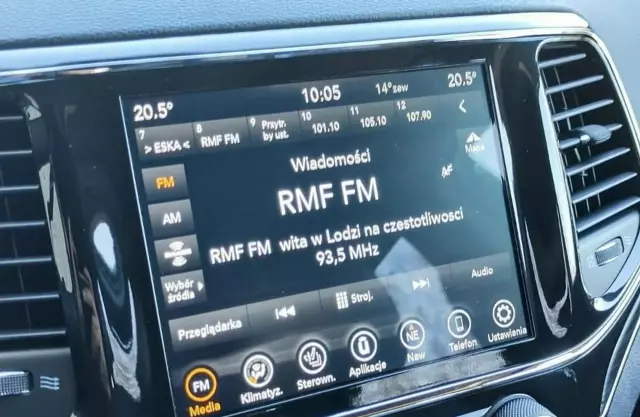 20.5° 10:05 14° zew 20.5°
7 > ESKA < 8 RMF FM 9 Przytr. by ust. 10 101.10 11 105.10 12 107.90 <
Mapa
Wiadomości
FM
RMF FM
AF
AM
RMF FM wita w Lodzi na czestotliwosci
93,5 MHz
Wybór źródła
Przeglądarka Stroj. Audio
FM NE
Media Klimatyz. Sterown. Aplikacje Naw Telefon Ustawienia